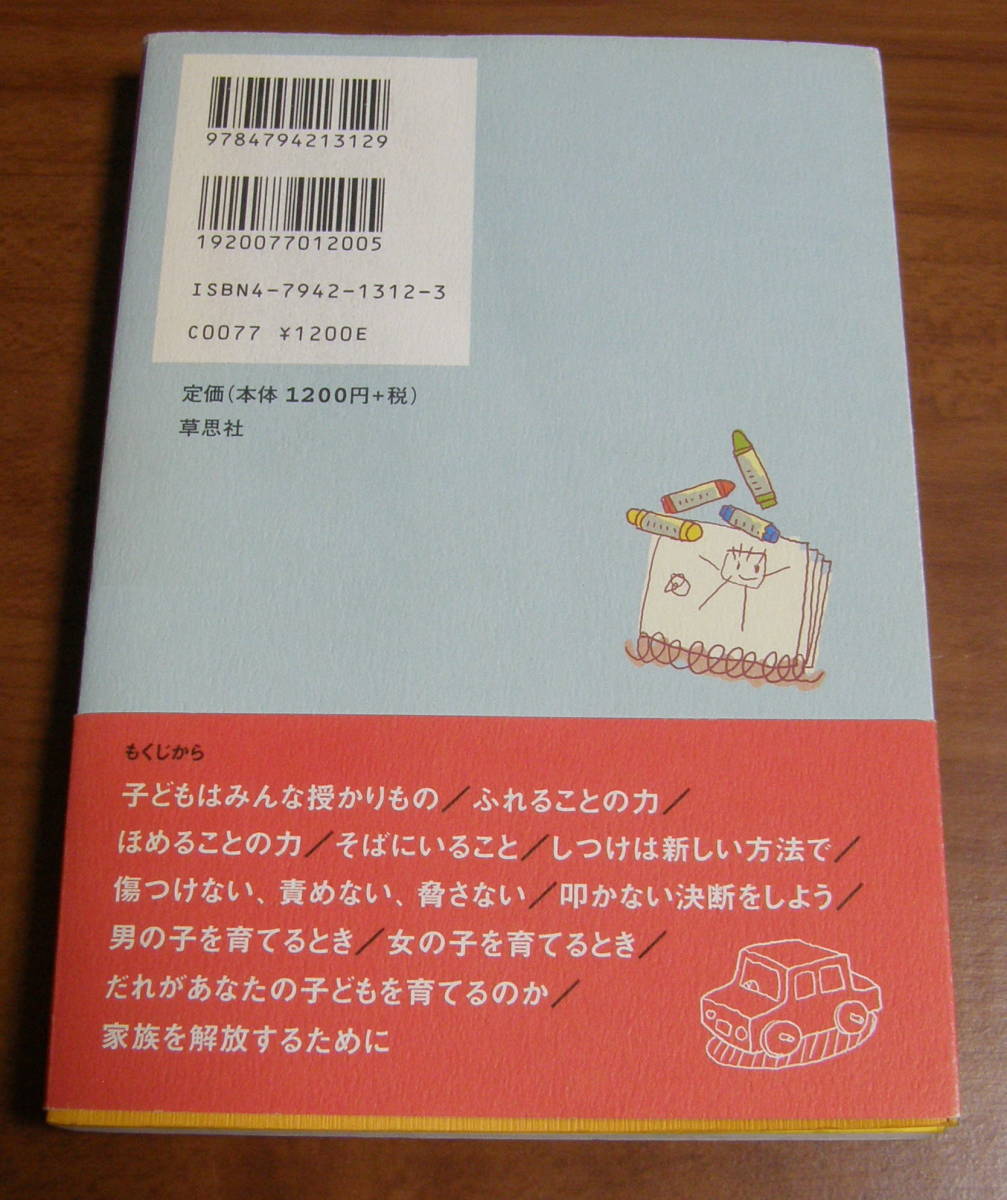 9784794213129
1920077012005
ISBN4-7942-1312-3
C0077 ¥1200E
定価(本体 1200円+税)
草思社
もくじから
子どもはみんな授かりもの/ふれることの力/
ほめることの力/そばにいること/しつけは新しい方法で/
傷つけない、責めない、脅さない/叩かない決断をしよう/
男の子を育てるとき/女の子を育てるとき/
だれがあなたの子どもを育てるのか/
家族を解放するために